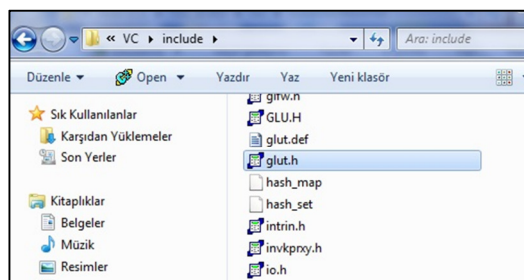 « VC ▸ include ▸
Ara: include
Düzenle Open Yazdır Yaz Yeni klasör
Sık Kullanılanlar
Karşıdan Yüklemeler
Son Yerler
Kitaplıklar
Belgeler
Müzik
Resimler
glfw.h
GLU.H
glut.def
glut.h
hash_map
hash_set
intrin.h
invkprxy.h
io.h